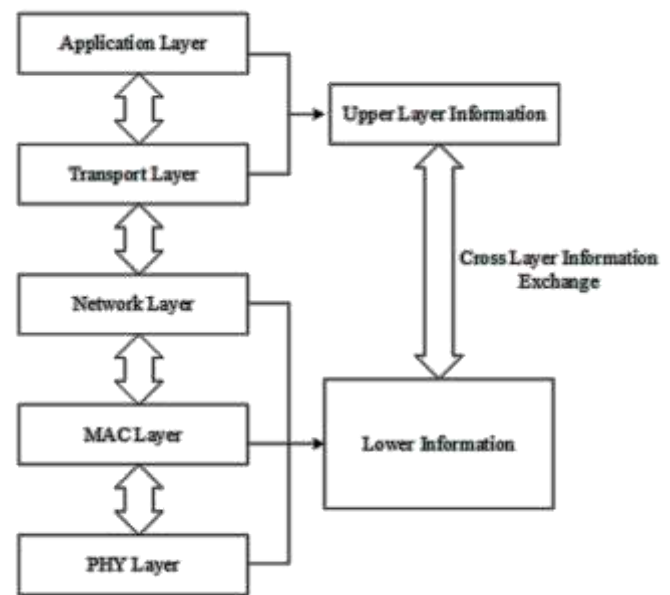 Application Layer
Upper Layer Information
Transport Layer
Cross Layer Information
Exchange
Network Layer
MAC Layer
Lower Information
PHY Layer